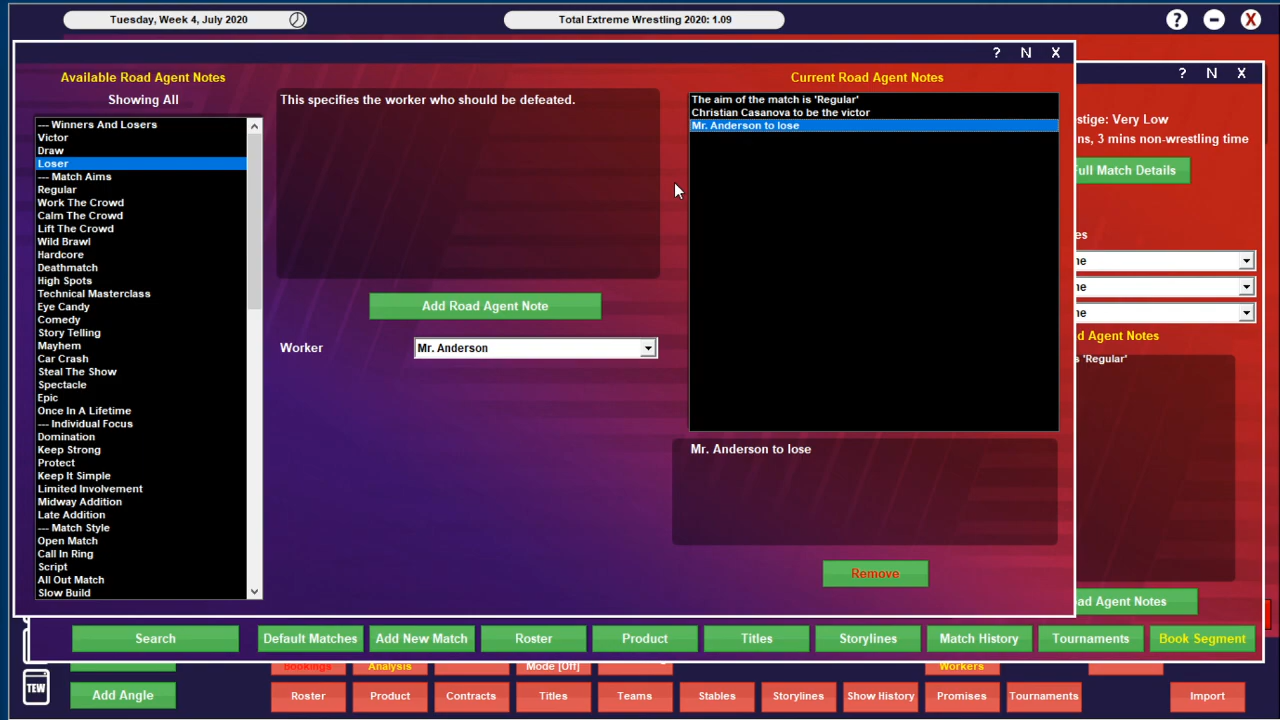 Tuesday, Week 4, July 2020
Total Extreme Wrestling 2020: 1.09
? X
? N X
Available Road Agent Notes
Showing All
--- Winners And Losers
Victor
Draw
Loser
--- Match Aims
Regular
Work The Crowd
Calm The Crowd
Lift The Crowd
Wild Brawl
Hardcore
Deathmatch
High Spots
Technical Masterclass
Eye Candy
Comedy
Story Telling
Mayhem
Car Crash
Steal The Show
Spectacle
Epic
Once In A Lifetime
--- Individual Focus
Domination
Keep Strong
Protect
Keep It Simple
Limited Involvement
Midway Addition
Late Addition
--- Match Style
Open Match
Call In Ring
Script
All Out Match
Slow Build
This specifies the worker who should be defeated.
Add Road Agent Note
Worker
Mr. Anderson
Current Road Agent Notes
The aim of the match is 'Regular'
Christian Casanova to be the victor
Mr. Anderson to lose
Mr. Anderson to lose
Remove
? N X
stige: Very Low
ns, 3 mins non-wrestling time
ull Match Details
es
ne
ne
ne
d Agent Notes
s 'Regular'
ad Agent Notes
Search
Default Matches
Add New Match
Roster
Product
Titles
Storylines
Match History
Tournaments
Book Segment
Bookings
Analysis
Mode [Off]
Workers
TEW
Add Angle
Roster
Product
Contracts
Titles
Teams
Stables
Storylines
Show History
Promises
Tournaments
Import